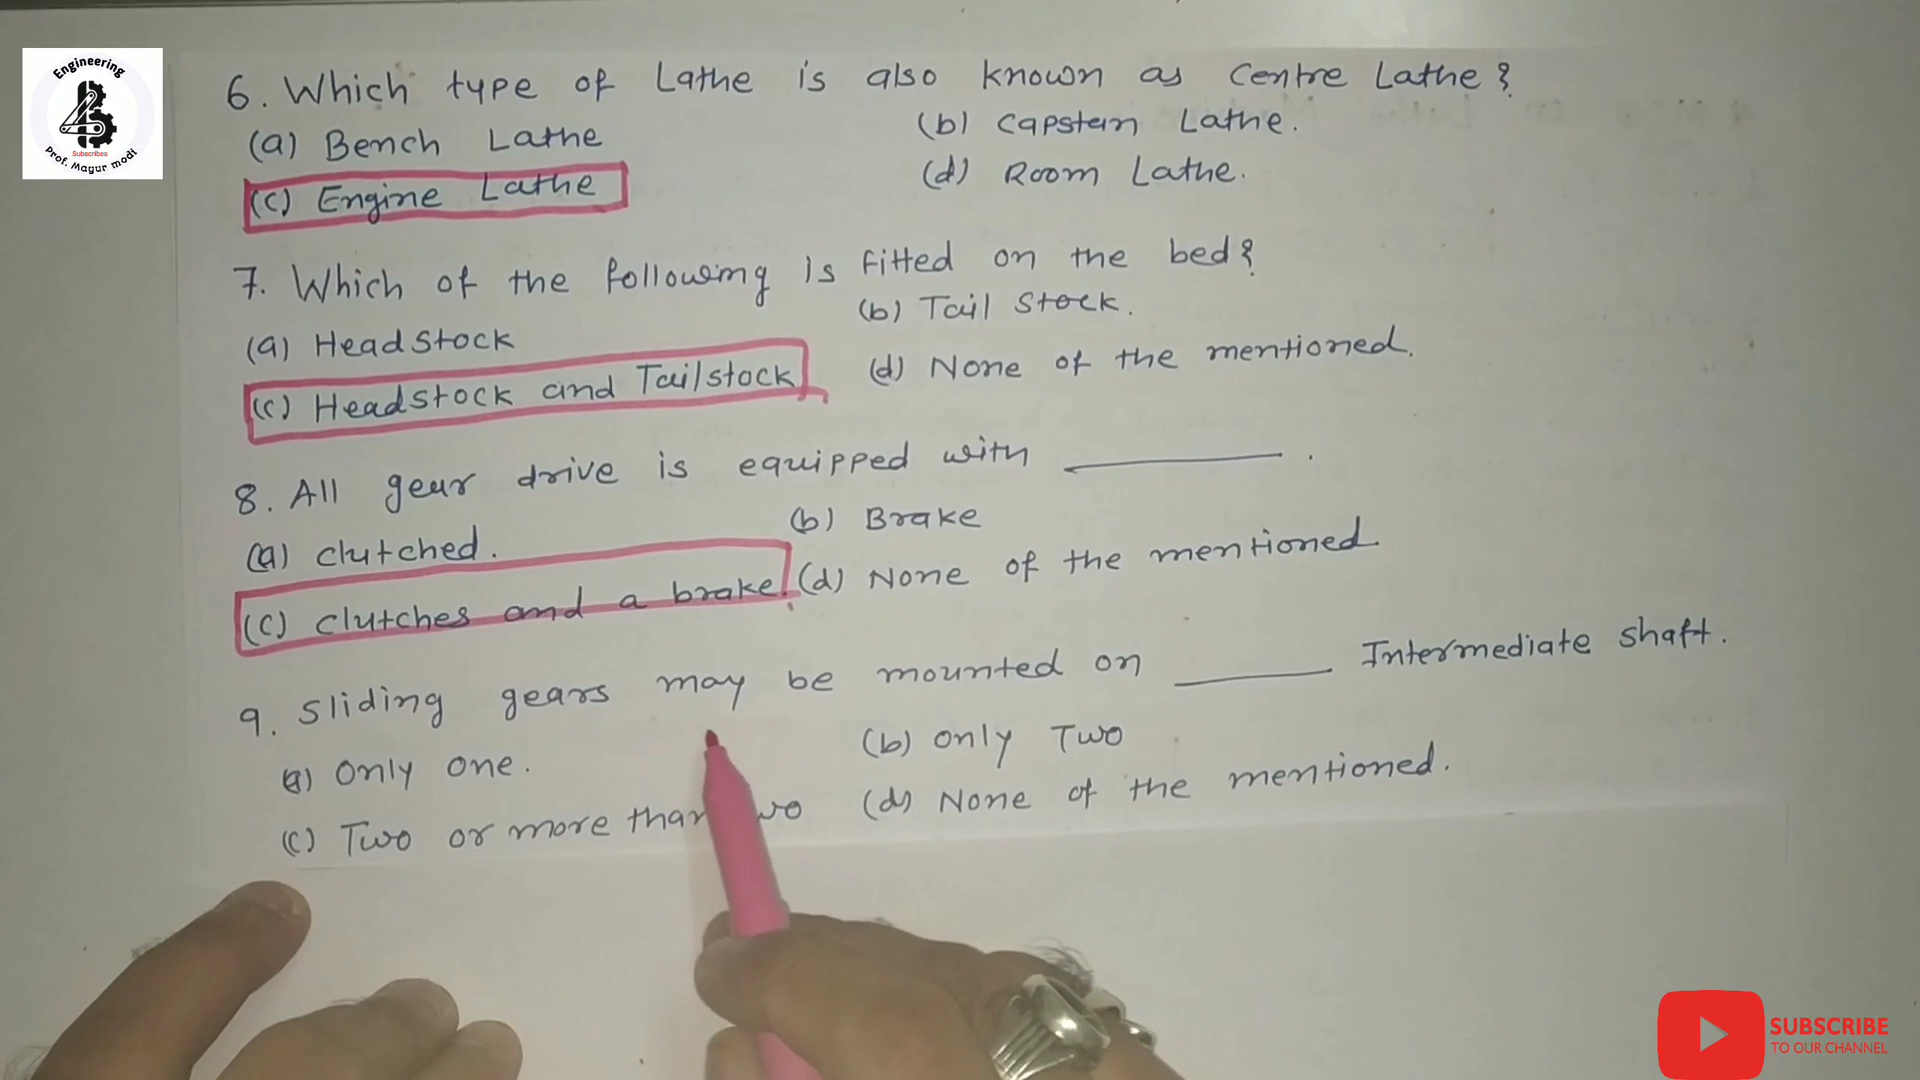 Engineering
Subscribes
Prof. Mayur modi
6. Which type of Lathe is also known as Centre Lathe?
(a) Bench Lathe (b) Capstan Lathe.
(c) Engine Lathe (d) Room Lathe.
7. Which of the following is fitted on the bed?
(a) Headstock (b) Tail Stock.
(c) Headstock and Tailstock (d) None of the mentioned.
8. All gear drive is equipped with ______.
(a) clutched. (b) Brake
(c) clutches and a brake. (d) None of the mentioned
9. Sliding gears may be mounted on ______ Intermediate shaft.
(a) Only one. (b) Only Two
(c) Two or more than (d) None of the mentioned.
SUBSCRIBE
TO OUR CHANNEL